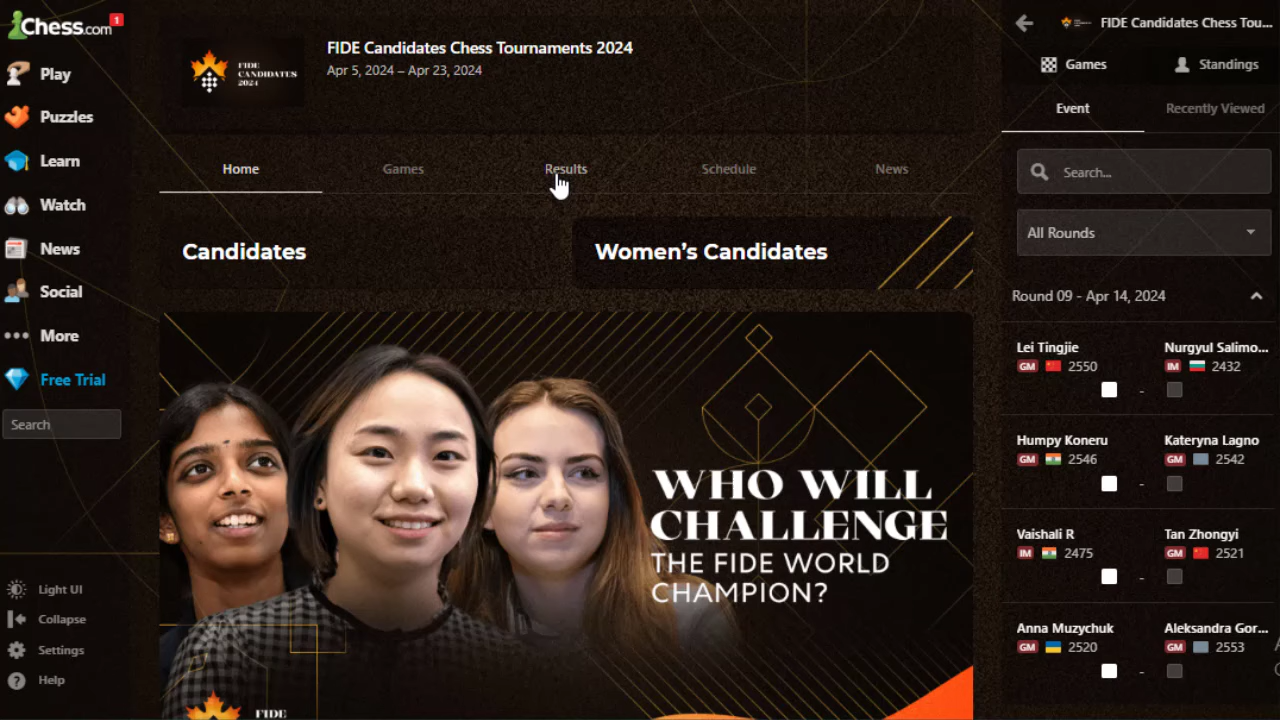 Chess.com
1
Play
Puzzles
Learn
Watch
News
Social
More
Free Trial
Search
Light UI
Collapse
Settings
Help
FIDE
CANDIDATES
2024
FIDE Candidates Chess Tournaments 2024
Apr 5, 2024 – Apr 23, 2024
Home
Games
Results
Schedule
News
Candidates
Women’s Candidates
WHO WILL
CHALLENGE
THE FIDE WORLD
CHAMPION?
FIDE
FIDE Candidates Chess Tou...
Games
Standings
Event
Recently Viewed
Search...
All Rounds
Round 09 - Apr 14, 2024
Lei Tingjie
GM 2550
Nurgyul Salimo...
IM 2432
-
Humpy Koneru
GM 2546
Kateryna Lagno
GM 2542
-
Vaishali R
IM 2475
Tan Zhongyi
GM 2521
-
Anna Muzychuk
GM 2520
Aleksandra Gor...
GM 2553
-